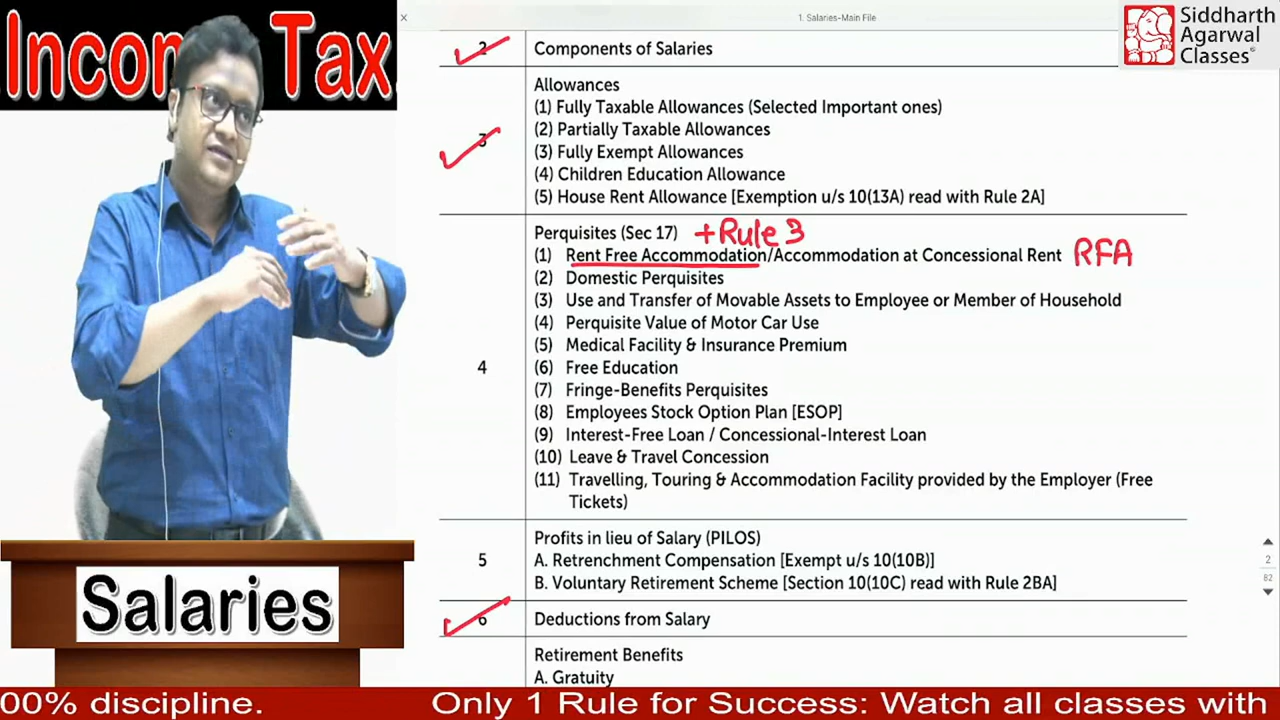 Income Tax
Salaries
1. Salaries-Main File
Siddharth
Agarwal
Classes
2 Components of Salaries
3 Allowances
(1) Fully Taxable Allowances (Selected Important ones)
(2) Partially Taxable Allowances
(3) Fully Exempt Allowances
(4) Children Education Allowance
(5) House Rent Allowance [Exemption u/s 10(13A) read with Rule 2A]
4 Perquisites (Sec 17) +Rule 3
(1) Rent Free Accommodation/Accommodation at Concessional Rent RFA
(2) Domestic Perquisites
(3) Use and Transfer of Movable Assets to Employee or Member of Household
(4) Perquisite Value of Motor Car Use
(5) Medical Facility & Insurance Premium
(6) Free Education
(7) Fringe-Benefits Perquisites
(8) Employees Stock Option Plan [ESOP]
(9) Interest-Free Loan / Concessional-Interest Loan
(10) Leave & Travel Concession
(11) Travelling, Touring & Accommodation Facility provided by the Employer (Free
Tickets)
5 Profits in lieu of Salary (PILOS)
A. Retrenchment Compensation [Exempt u/s 10(10B)]
B. Voluntary Retirement Scheme [Section 10(10C) read with Rule 2BA]
6 Deductions from Salary
Retirement Benefits
A. Gratuity
2
82
00% discipline. Only 1 Rule for Success: Watch all classes with